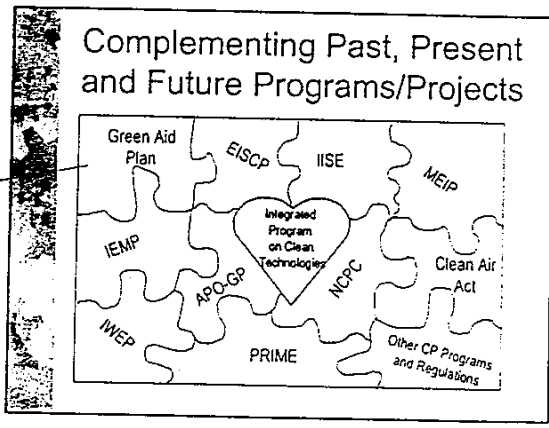 Complementing Past, Present
and Future Programs/Projects
Green Aid
Plan
EISCP
IISE
MEIP
IEMP
Integrated
Program
on Clean
Technologies
APO-GP
NCPC
Clean Air
Act
IWEP
PRIME
Other CP Programs
and Regulations